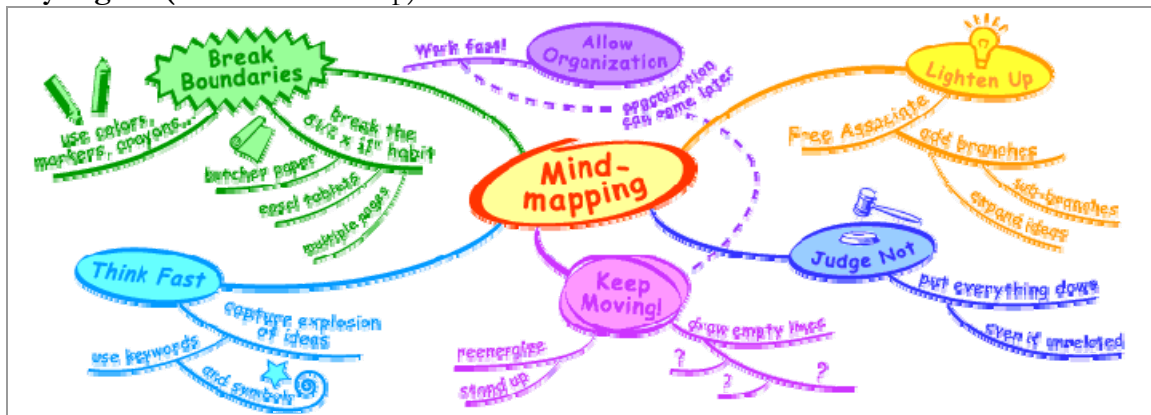 Break
Boundaries
use colors,
markers, crayons...
break the
8 1/2 x 11" habit
butcher paper
easel tablets
multiple pages
Work fast!
Allow
Organization
organization
can come later
Lighten Up
Free Associate
add branches
sub-branches
expand ideas
Mind-
mapping
Think Fast
capture explosion
of ideas
use keywords
and symbols
Keep
Moving!
reenergize
stand up
draw empty lines
?
?
?
Judge Not
put everything down
even if unrelated